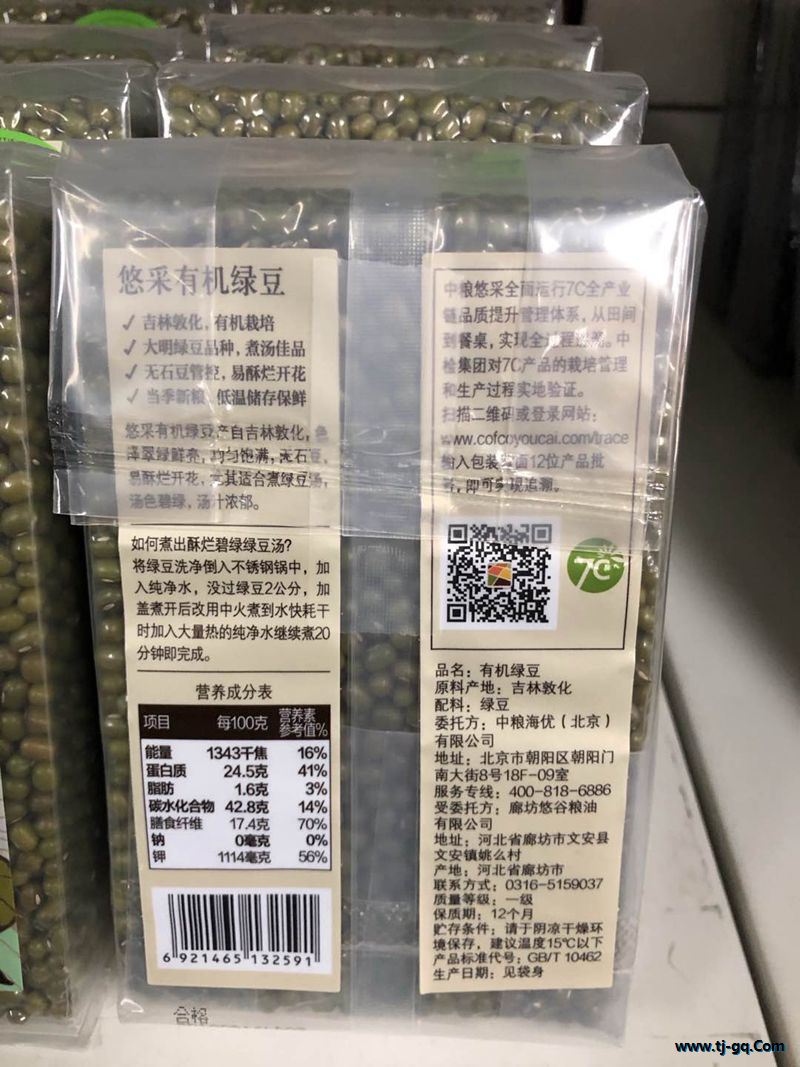 悠采有机绿豆
✓ 吉林敦化，有机栽培
✓ 大明绿豆品种，煮汤佳品
✓ 无石豆管控，易酥烂开花
✓ 当季新粮，低温储存保鲜
悠采有机绿豆产自吉林敦化，色
泽翠绿鲜亮，均匀饱满，无石豆，
易酥烂开花，尤其适合煮绿豆汤，
汤色碧绿，汤汁浓郁。
如何煮出酥烂碧绿绿豆汤？
将绿豆洗净倒入不锈钢锅中，加
入纯净水，没过绿豆2公分，加
盖煮开后改用中火煮到水快耗干
时加入大量热的纯净水继续煮20
分钟即完成。
营养成分表
项目 每100克 营养素
参考值%
能量 1343千焦 16%
蛋白质 24.5克 41%
脂肪 1.6克 3%
碳水化合物 42.8克 14%
膳食纤维 17.4克 70%
钠 0毫克 0%
钾 1114毫克 56%
6 921465 132591
合格
中粮悠采全面运行7C全产业
链品质提升管理体系，从田间
到餐桌，实现全过程追溯。中
检集团对7C产品的栽培管理
和生产过程实地验证。
扫描二维码或登录网站：
www.cofcoyoucai.com/trace
输入包装背面12位产品批
号，即可实现追溯。
7C
品名：有机绿豆
原料产地：吉林敦化
配料：绿豆
委托方：中粮海优（北京）
有限公司
地址：北京市朝阳区朝阳门
南大街8号18F-09室
服务专线：400-818-6886
受委托方：廊坊悠谷粮油
有限公司
地址：河北省廊坊市文安县
文安镇姚么村
产地：河北省廊坊市
联系方式：0316-5159037
质量等级：一级
保质期：12个月
贮存条件：请于阴凉干燥环
境保存，建议温度15℃以下
产品标准代号：GB/T 10462
生产日期：见袋身
www.tj-gq.Com